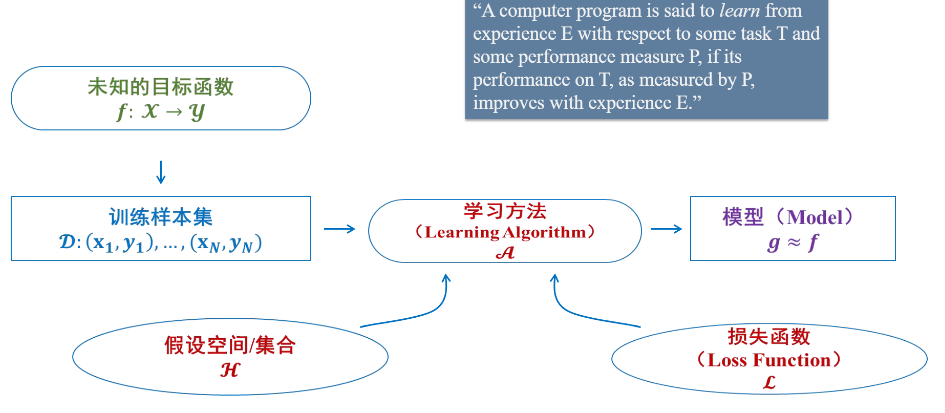 “A computer program is said to learn from
experience E with respect to some task T and
some performance measure P, if its
performance on T, as measured by P,
improves with experience E.”
未知的目标函数
𝒇: 𝓧 → 𝓨
训练样本集
𝓓: (𝐱₁, 𝒚₁), … , (𝐱_N, 𝒚_N)
学习方法
（Learning Algorithm）
𝓐
模型（Model）
𝒈 ≈ 𝒇
假设空间/集合
𝓗
损失函数
（Loss Function）
𝓛